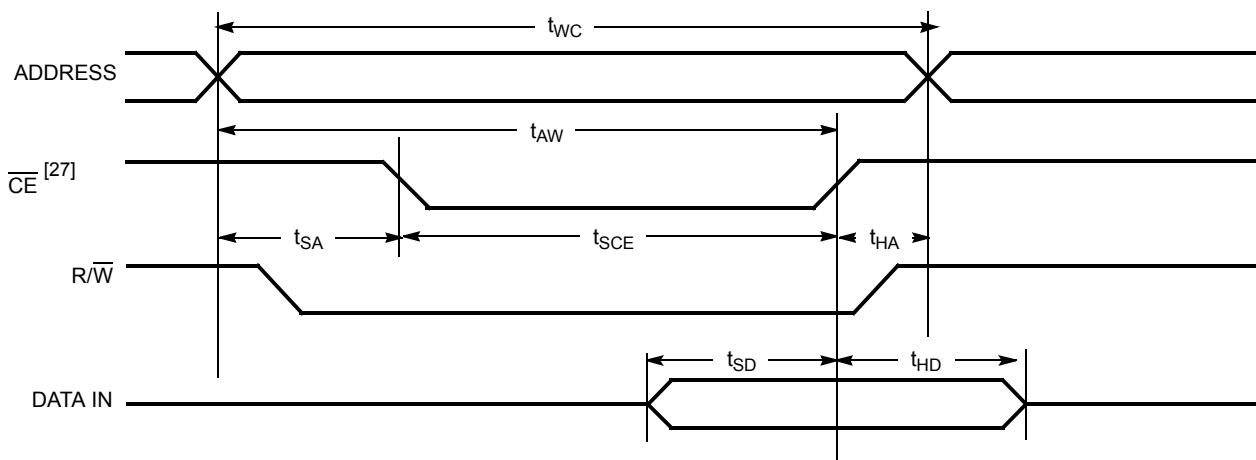 tWC
ADDRESS
tAW
CE [27]
tSA
tSCE
tHA
R/W
tSD
tHD
DATA IN